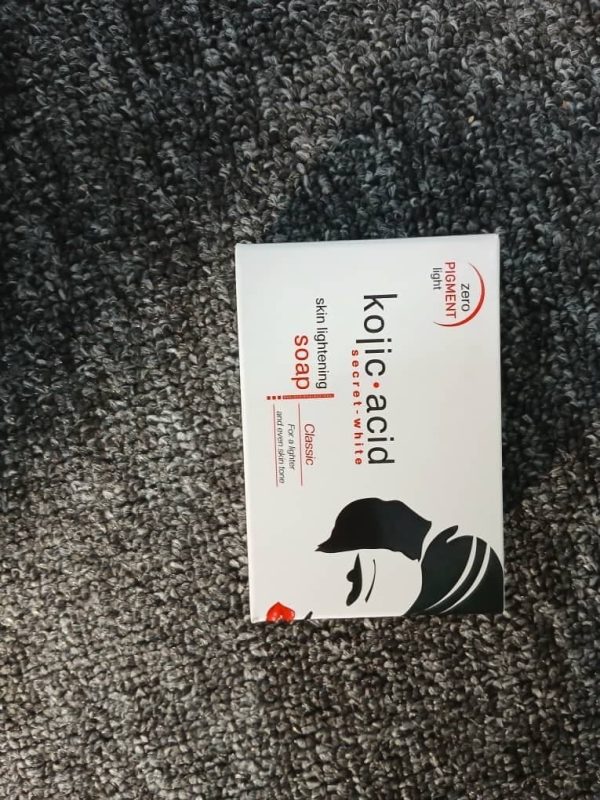 zero
PIGMENT
light
kojic•acid
secret-white
skin lightening
soap
Classic
For a lighter
and even skin tone